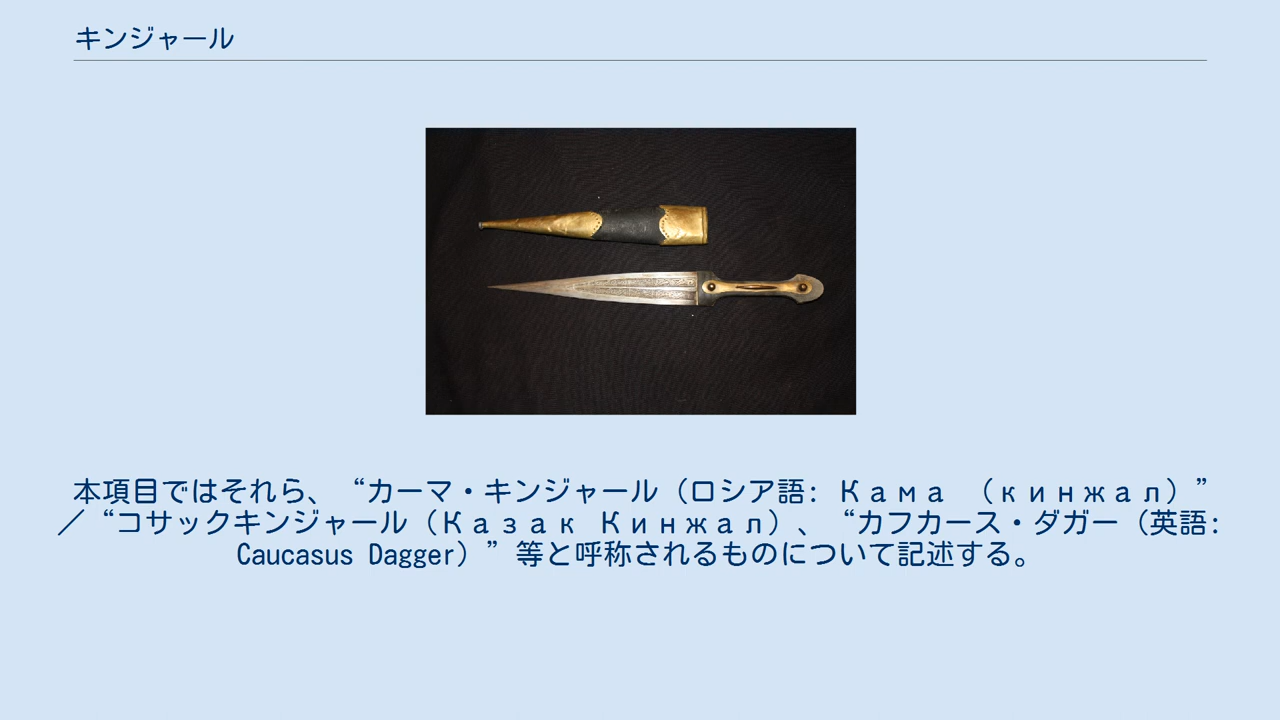 キンジャール
本項目ではそれら、“カーマ・キンジャール（ロシア語: Кама （кинжал）”
／“コサックキンジャール（Казак Кинжал）、“カフカース・ダガー（英語:
Caucasus Dagger）”等と呼称されるものについて記述する。